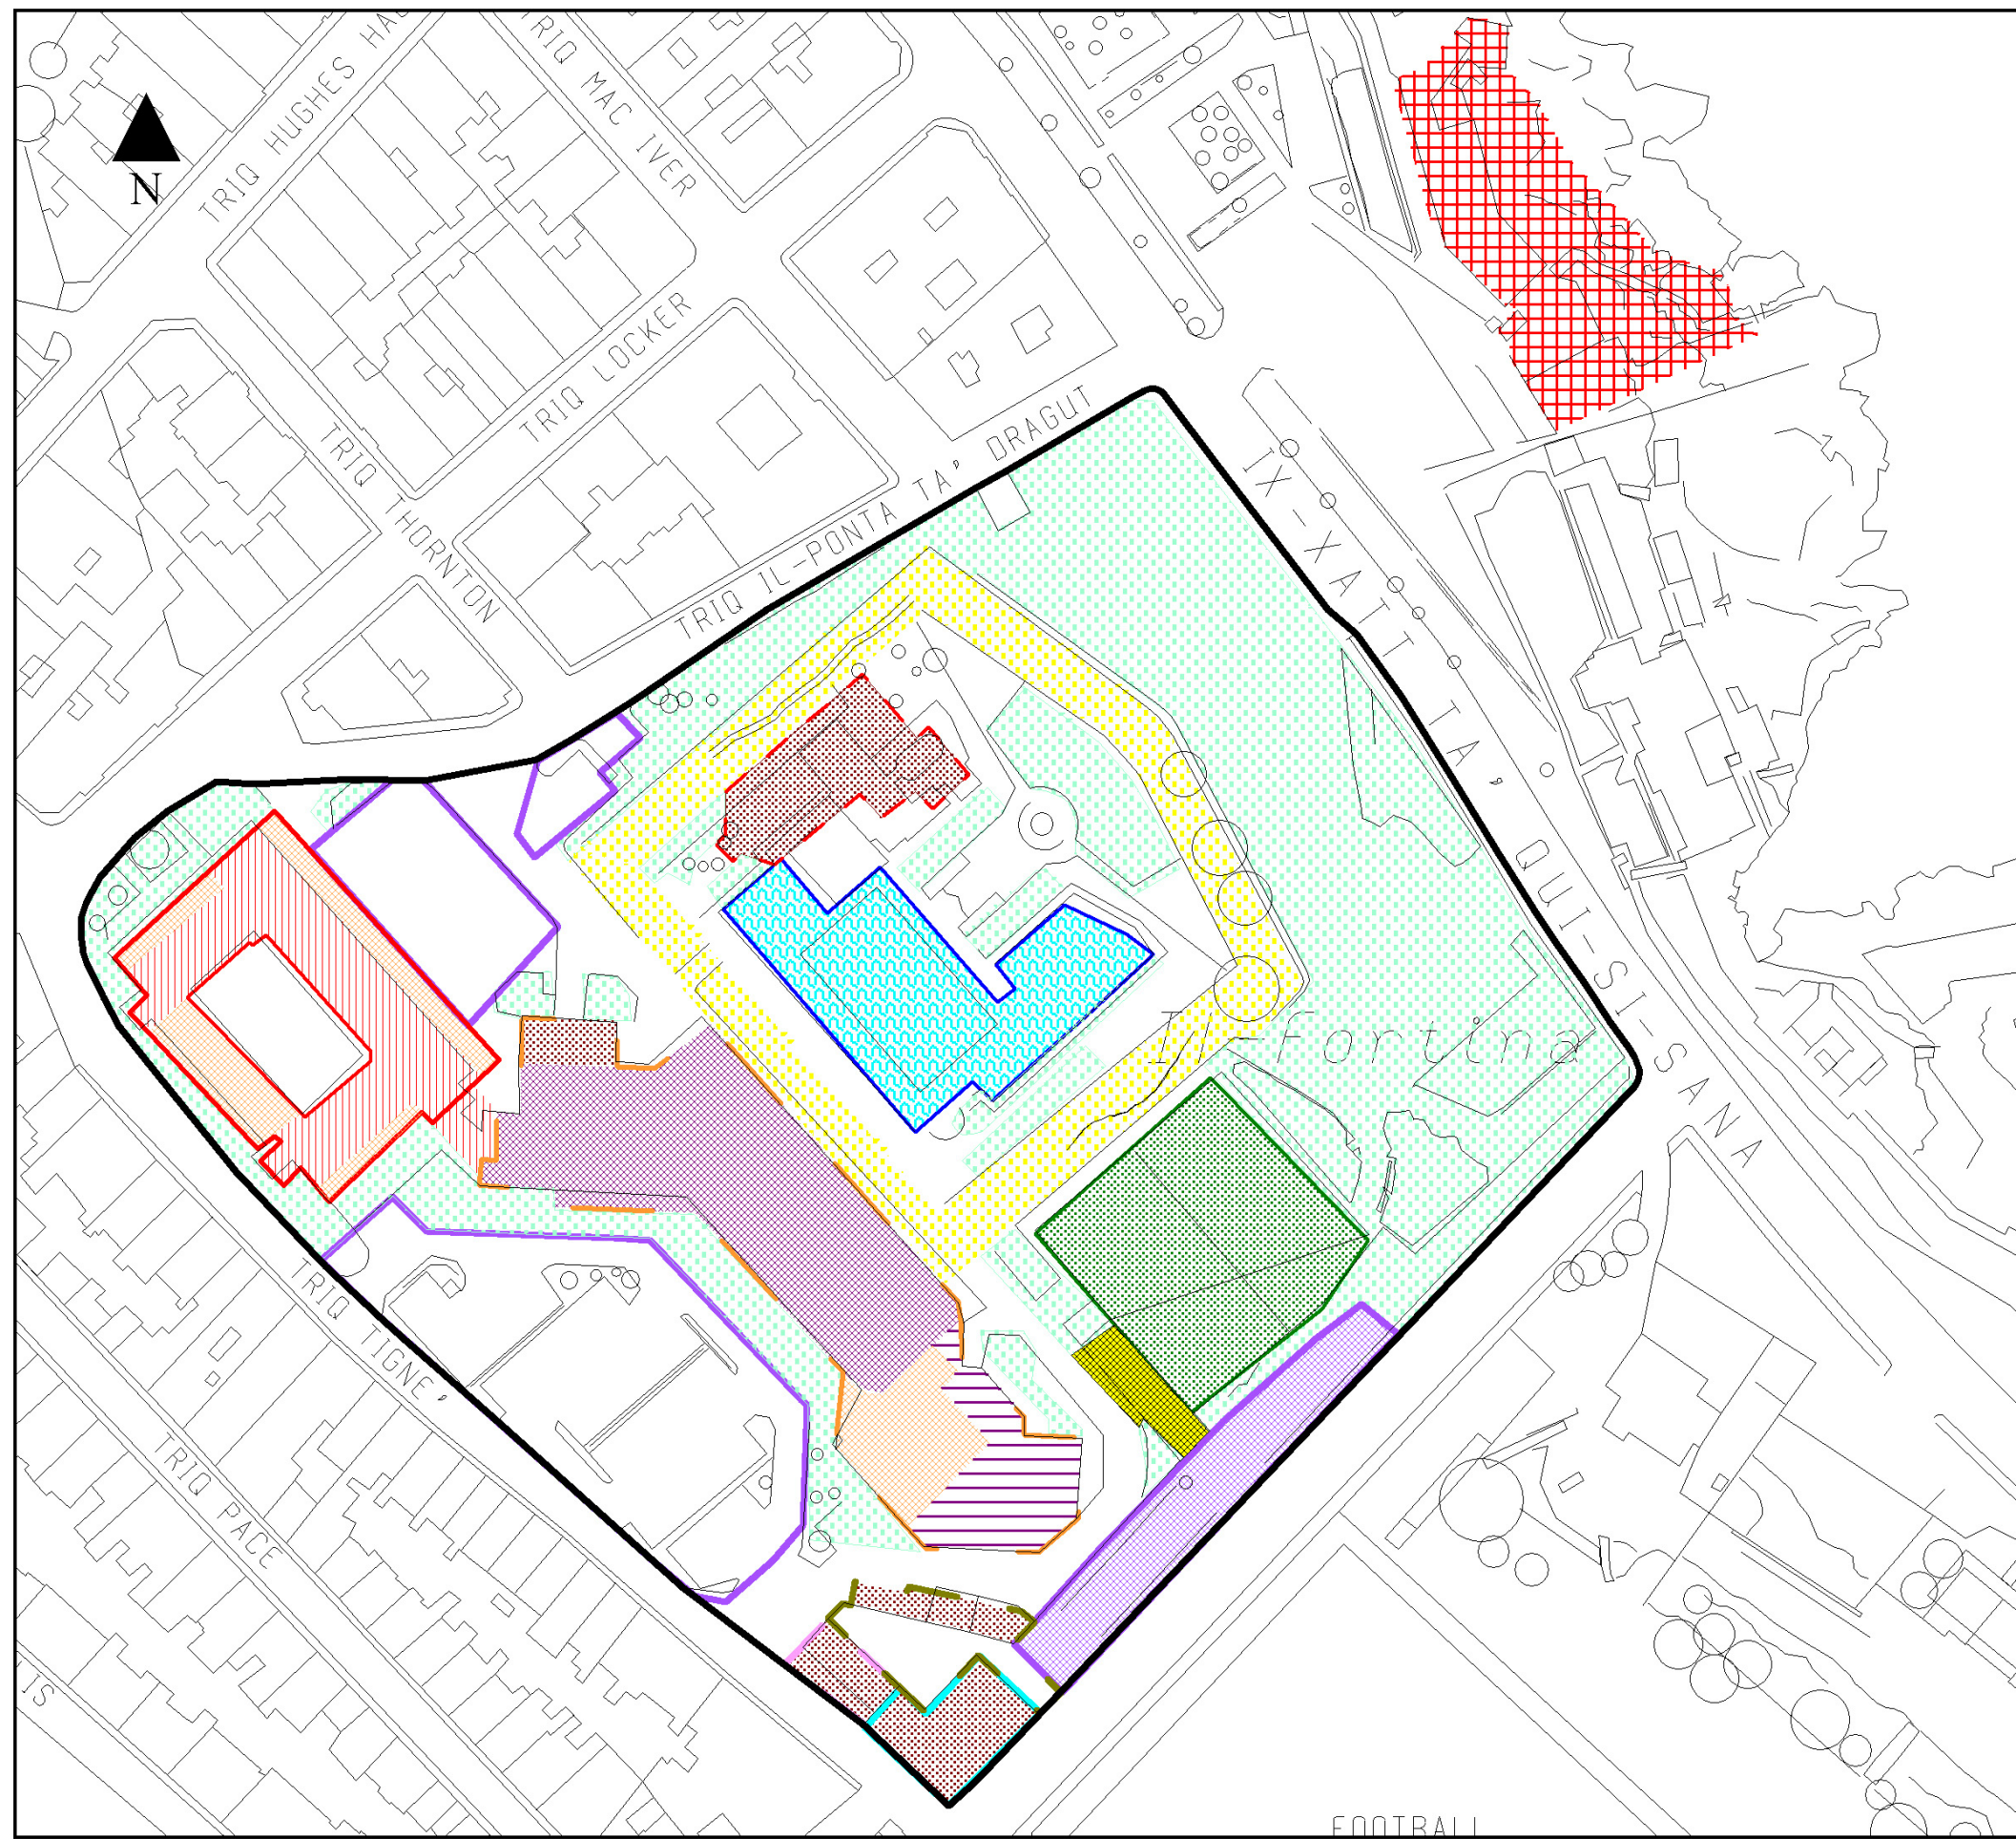 TRIQ HUGHES HA
TRIQ MAC IVER
N
TRIQ LOCKER
TRIQ THORNTON
TRIQ IL-PONTA TA' DRAGUT
IX-XATT TA' QUI-SI-SANA
Il-Fortina
TRIQ TIGNE'
TRIQ PACE
IS
FOOTBALL